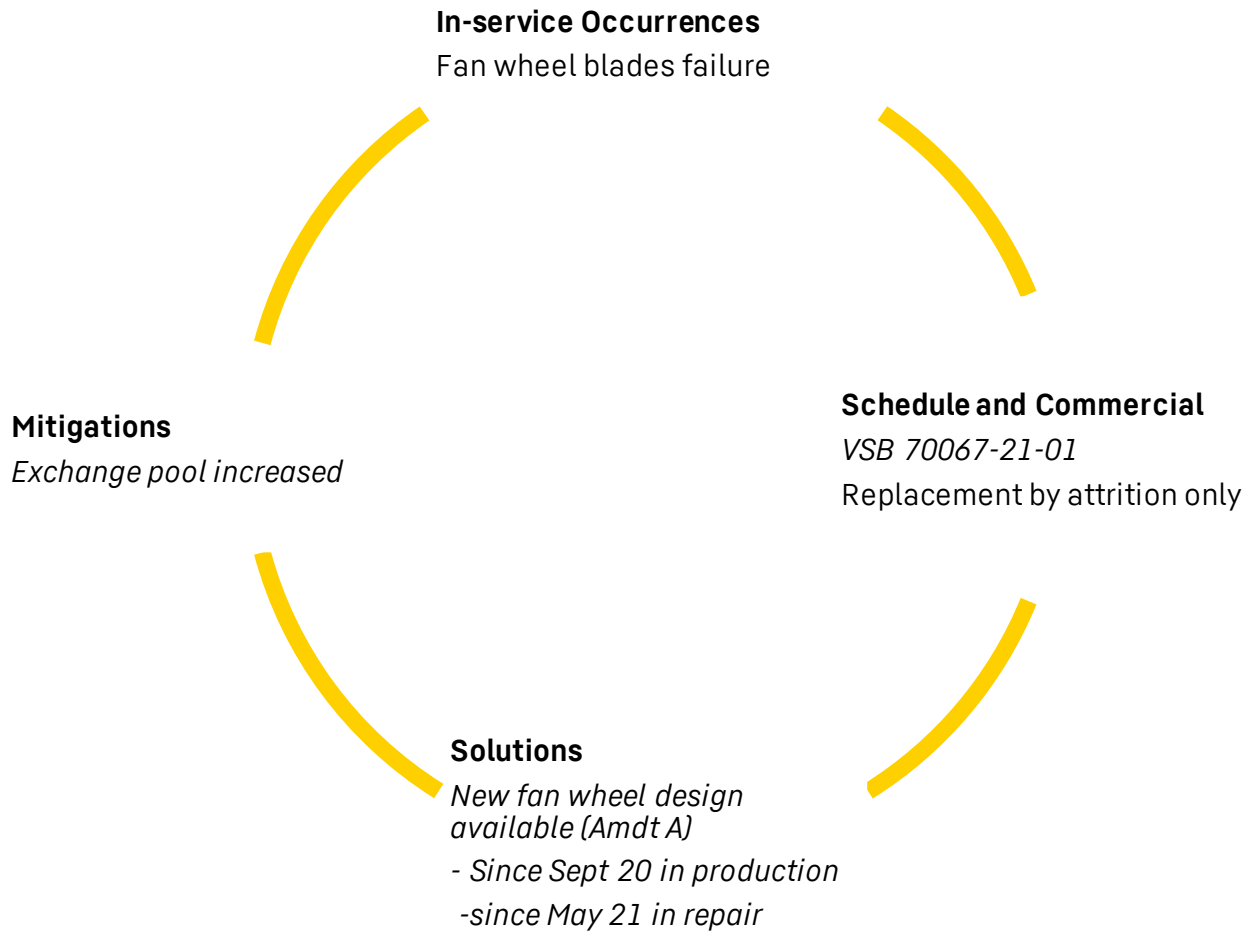 In-service Occurrences
Fan wheel blades failure
Schedule and Commercial
VSB 70067-21-01
Replacement by attrition only
Mitigations
Exchange pool increased
Solutions
New fan wheel design
available (Amdt A)
- Since Sept 20 in production
-since May 21 in repair